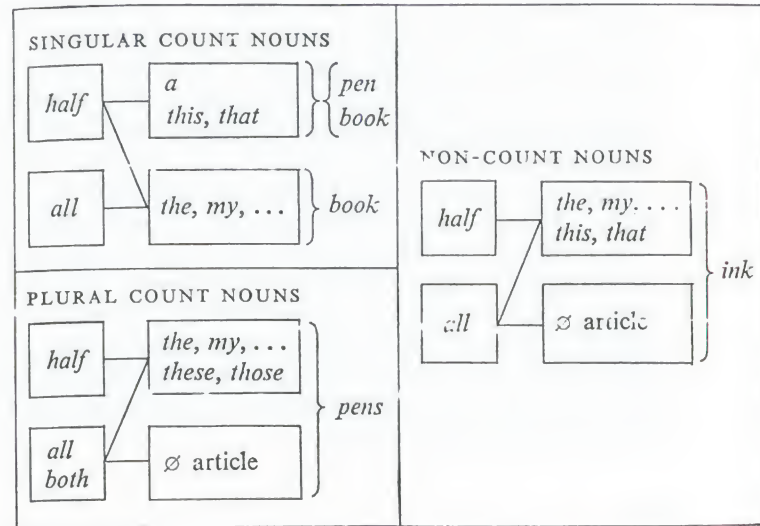 SINGULAR COUNT NOUNS
half
a
this, that
pen
book
all
the, my, ...
book
PLURAL COUNT NOUNS
half
the, my, ...
these, those
pens
all
both
∅ article
NON-COUNT NOUNS
half
the, my. ...
this, that
ink
all
∅ article